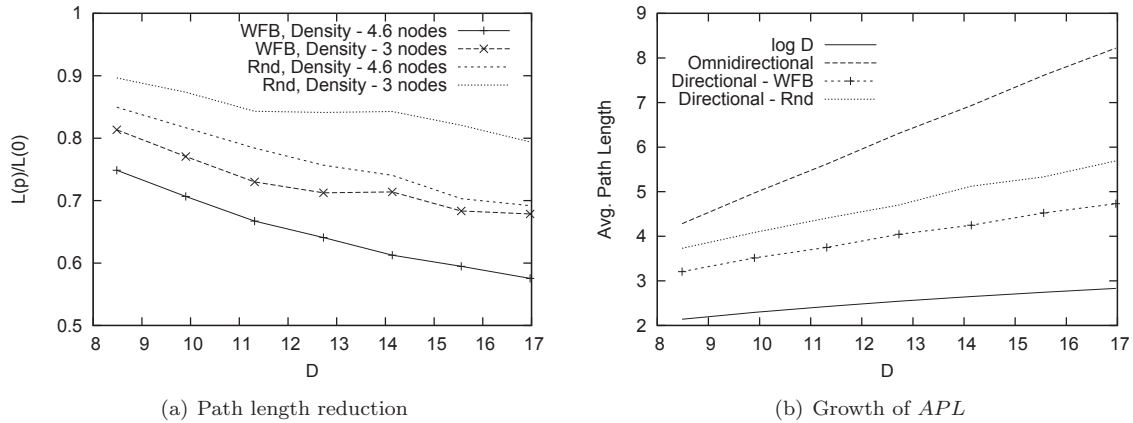 1
0.9
0.8
0.7
0.6
0.5
L(p)/L(0)
8 9 10 11 12 13 14 15 16 17
D
WFB, Density - 4.6 nodes
WFB, Density - 3 nodes
Rnd, Density - 4.6 nodes
Rnd, Density - 3 nodes
(a) Path length reduction
9
8
7
6
5
4
3
2
Avg. Path Length
8 9 10 11 12 13 14 15 16 17
D
log D
Omnidirectional
Directional - WFB
Directional - Rnd
(b) Growth of APL